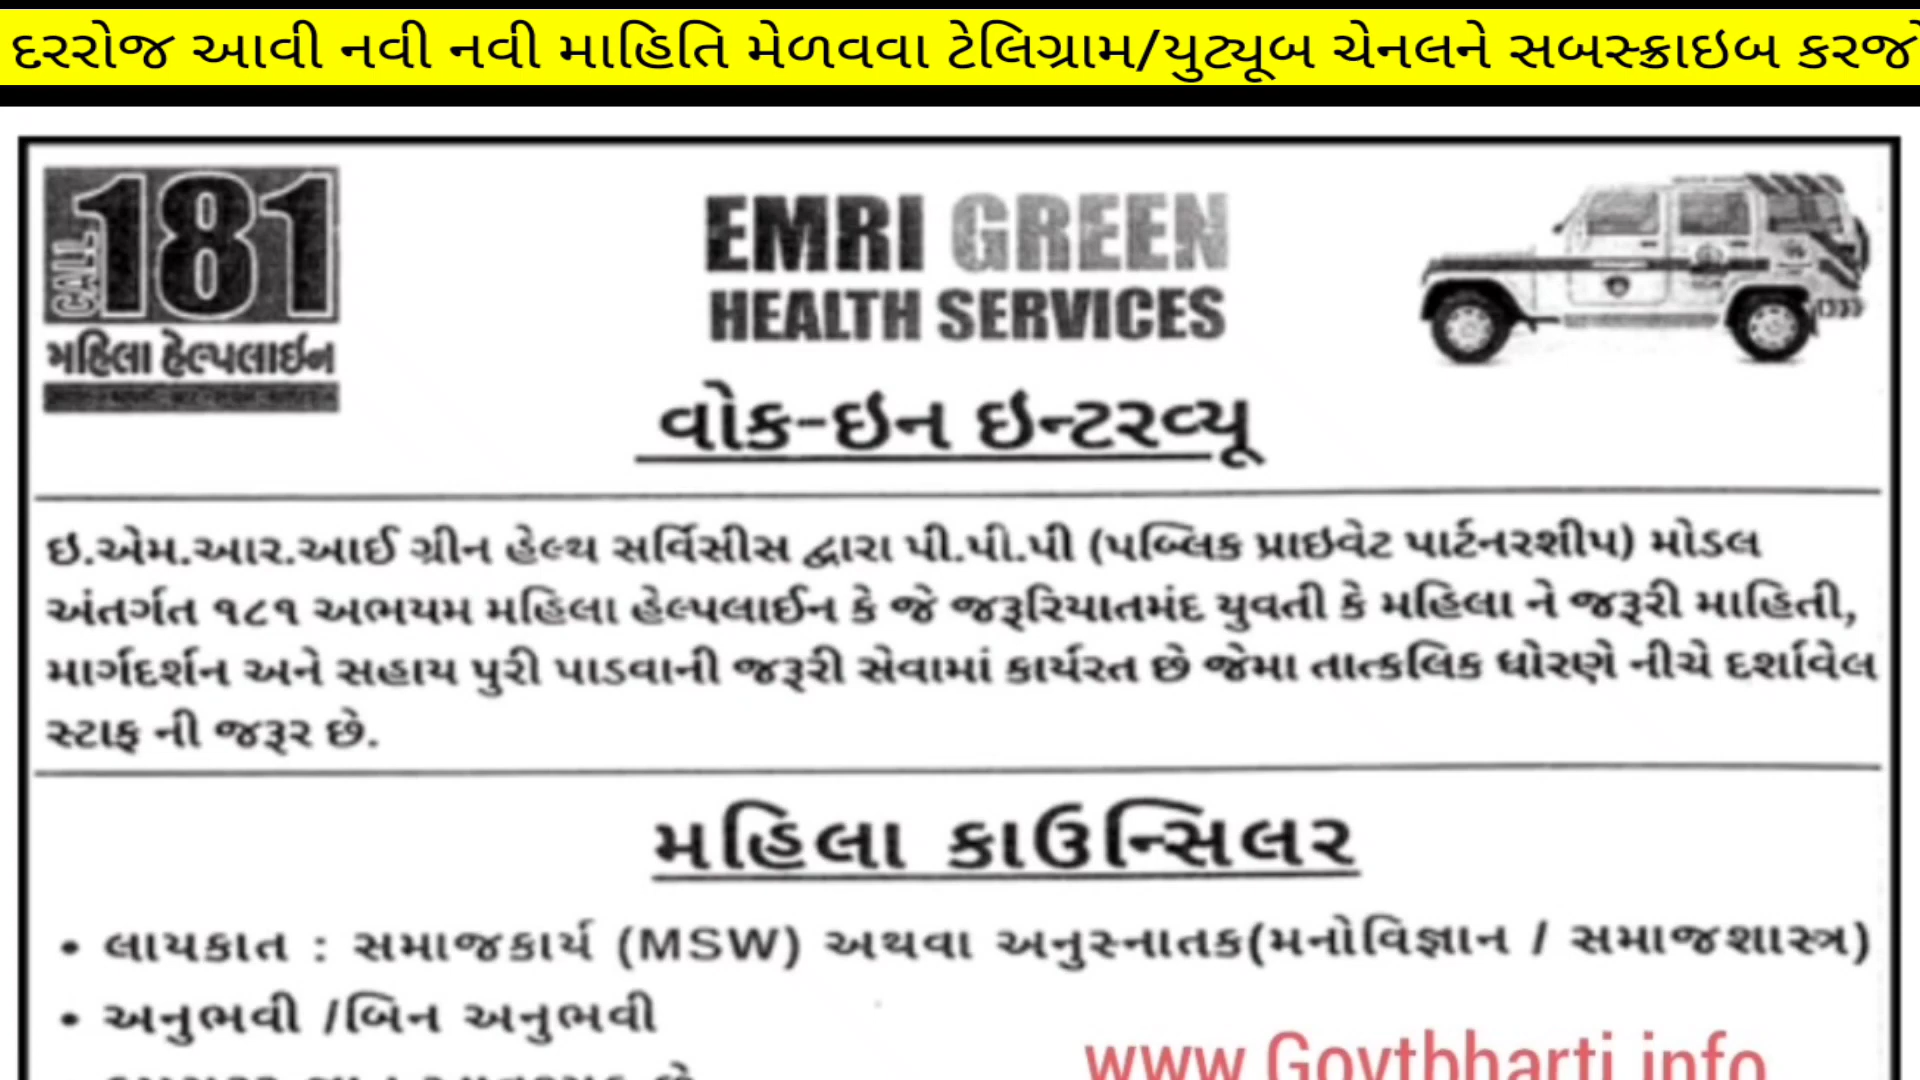 દરરોજ આવી નવી નવી માહિતિ મેળવવા ટેલિગ્રામ/યુટ્યૂબ ચેનલને સબસ્ક્રાઇબ કરજો
CALL 181
મહિલા હેલ્પલાઈન
EMRI GREEN
HEALTH SERVICES
વોક-ઇન ઇન્ટરવ્યૂ
ઇ.એમ.આર.આઈ ગ્રીન હેલ્થ સર્વિસીસ દ્વારા પી.પી.પી (પબ્લિક પ્રાઇવેટ પાર્ટનરશીપ) મોડલ
અંતર્ગત ૧૮૧ અભયમ મહિલા હેલ્પલાઈન કે જે જરૂરિયાતમંદ યુવતી કે મહિલા ને જરૂરી માહિતી,
માર્ગદર્શન અને સહાય પુરી પાડવાની જરૂરી સેવામાં કાર્યરત છે જેમા તાત્કલિક ધોરણે નીચે દર્શાવેલ
સ્ટાફ ની જરૂર છે.
મહિલા કાઉન્સિલર
• લાયકાત : સમાજકાર્ય (MSW) અથવા અનુસ્નાતક(મનોવિજ્ઞાન / સમાજશાસ્ત્ર)
• અનુભવી /બિન અનુભવી
www.Govtbharti.info